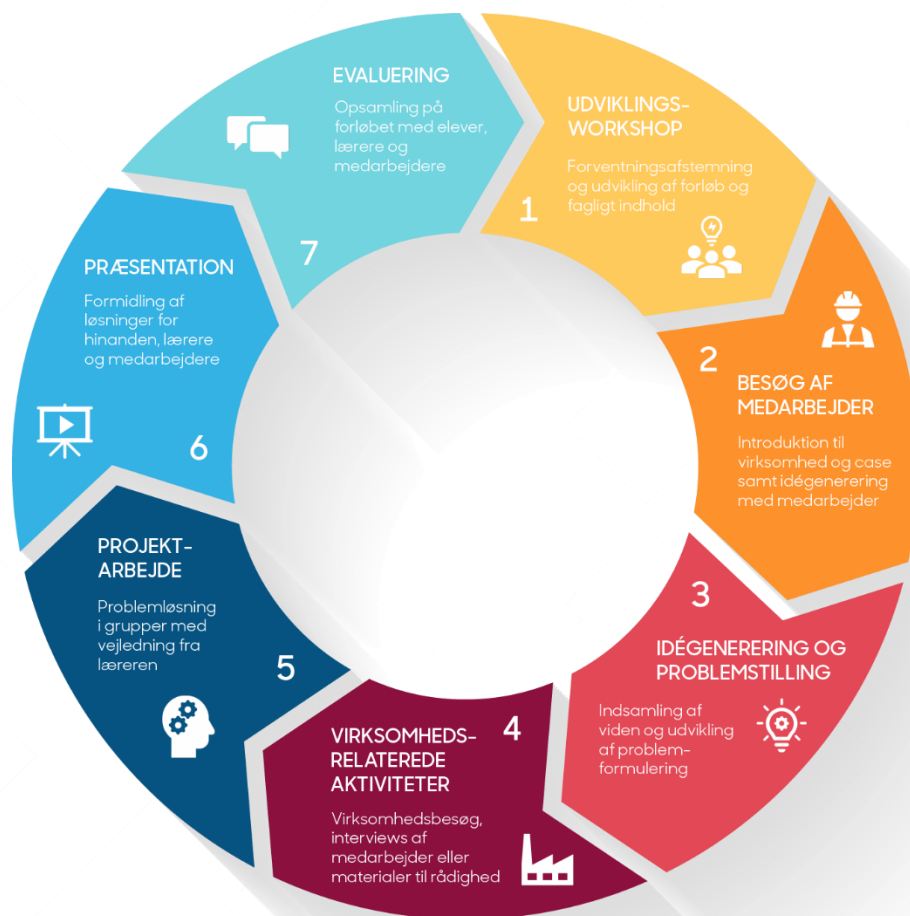 1
UDVIKLINGS-
WORKSHOP
Forventningsafstemning
og udvikling af forløb og
fagligt indhold
2
BESØG AF
MEDARBEJDER
Introduktion til
virksomhed og case
samt idégenerering
med medarbejder
3
IDÉGENERERING OG
PROBLEMSTILLING
Indsamling af
viden og udvikling
af problem-
formulering
4
VIRKSOMHEDS-
RELATEREDE
AKTIVITETER
Virksomhedsbesøg,
interviews af
medarbejder eller
materialer til rådighed
5
PROJEKT-
ARBEJDE
Problemløsning
i grupper med
vejledning fra
læreren
6
PRÆSENTATION
Formidling af
løsninger for
hinanden, lærere
og medarbejdere
7
EVALUERING
Opsamling på
forløbet med elever,
lærere og
medarbejdere